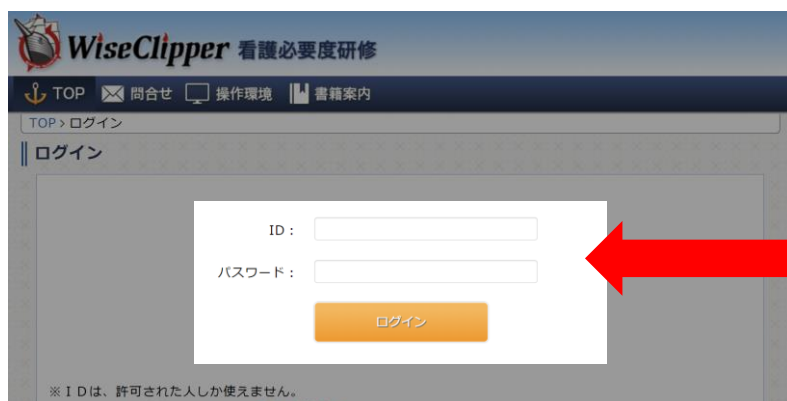 WiseClipper 看護必要度研修
TOP 問合せ 操作環境 書籍案内
TOP > ログイン
ログイン
ID：
パスワード：
ログイン
※ＩＤは、許可された人しか使えません。